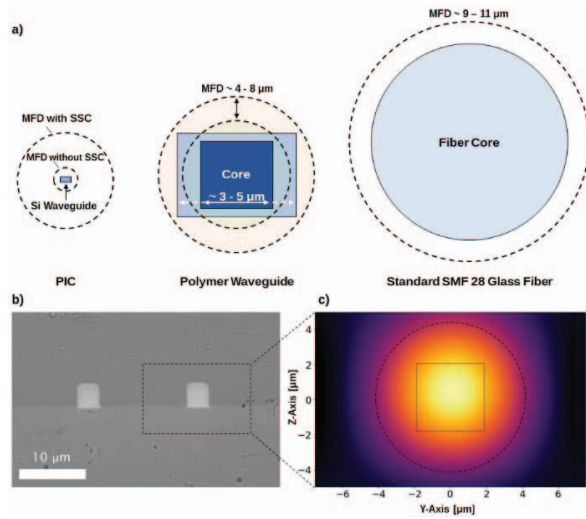 a)
MFD ~ 9 – 11 µm
MFD ~ 4 - 8 µm
MFD with SSC
MFD without SSC
Si Waveguide
Core
~ 3 - 5 µm
Fiber Core
PIC
Polymer Waveguide
Standard SMF 28 Glass Fiber
b)
10 µm
c)
Z-Axis [µm]
4
2
0
−2
−4
−6
−4
−2
0
2
4
6
Y-Axis [µm]